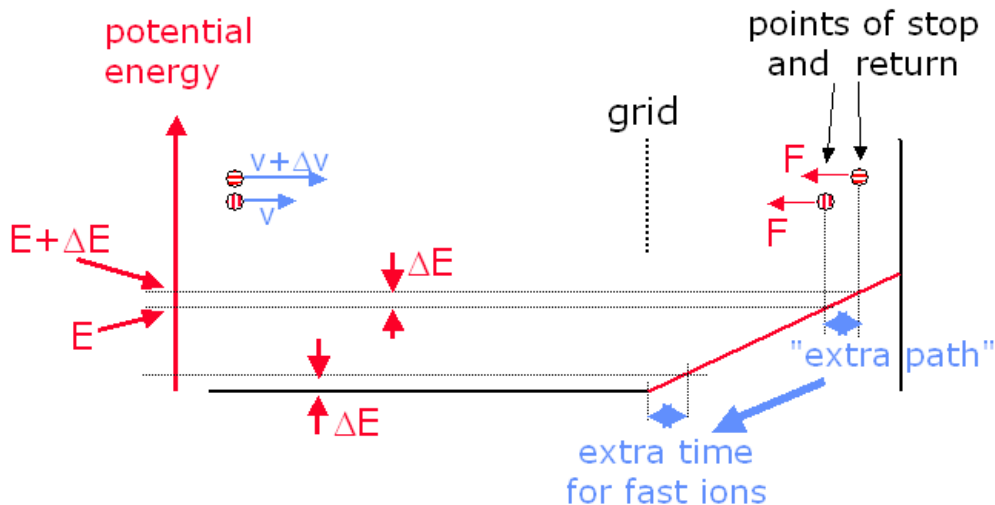 potential
energy
points of stop
and return
grid
v+Δv
v
F
F
E+ΔE
E
ΔE
ΔE
"extra path"
extra time
for fast ions